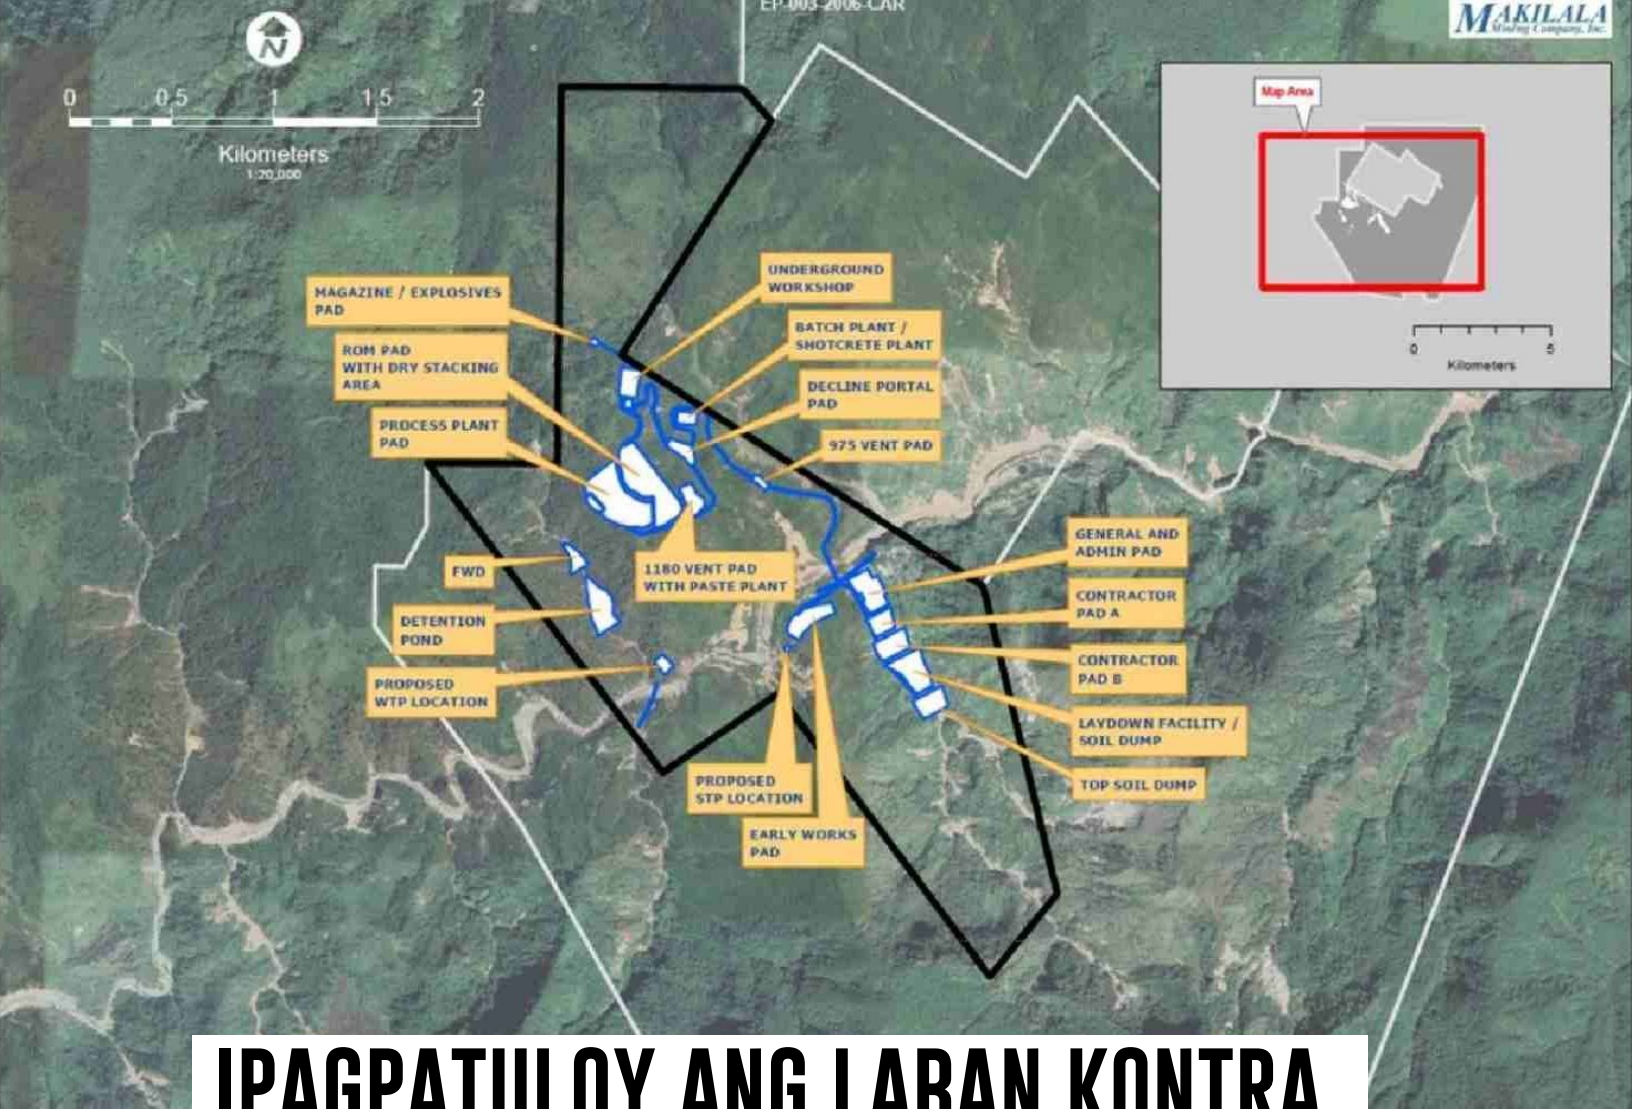 EP-003-2006-CAR
MAKILALA
Mining Company, Inc.
N
0 0.5 1 1.5 2
Kilometers
1:20,000
Map Area
0 5
Kilometers
UNDERGROUND
WORKSHOP
MAGAZINE / EXPLOSIVES
PAD
BATCH PLANT /
SHOTCRETE PLANT
ROM PAD
WITH DRY STACKING
AREA
DECLINE PORTAL
PAD
PROCESS PLANT
PAD
975 VENT PAD
GENERAL AND
ADMIN PAD
FWD
1180 VENT PAD
WITH PASTE PLANT
CONTRACTOR
PAD A
DETENTION
POND
CONTRACTOR
PAD B
PROPOSED
WTP LOCATION
LAYDOWN FACILITY /
SOIL DUMP
PROPOSED
STP LOCATION
TOP SOIL DUMP
EARLY WORKS
PAD
IPAGPATULOY ANG LABAN KONTRA